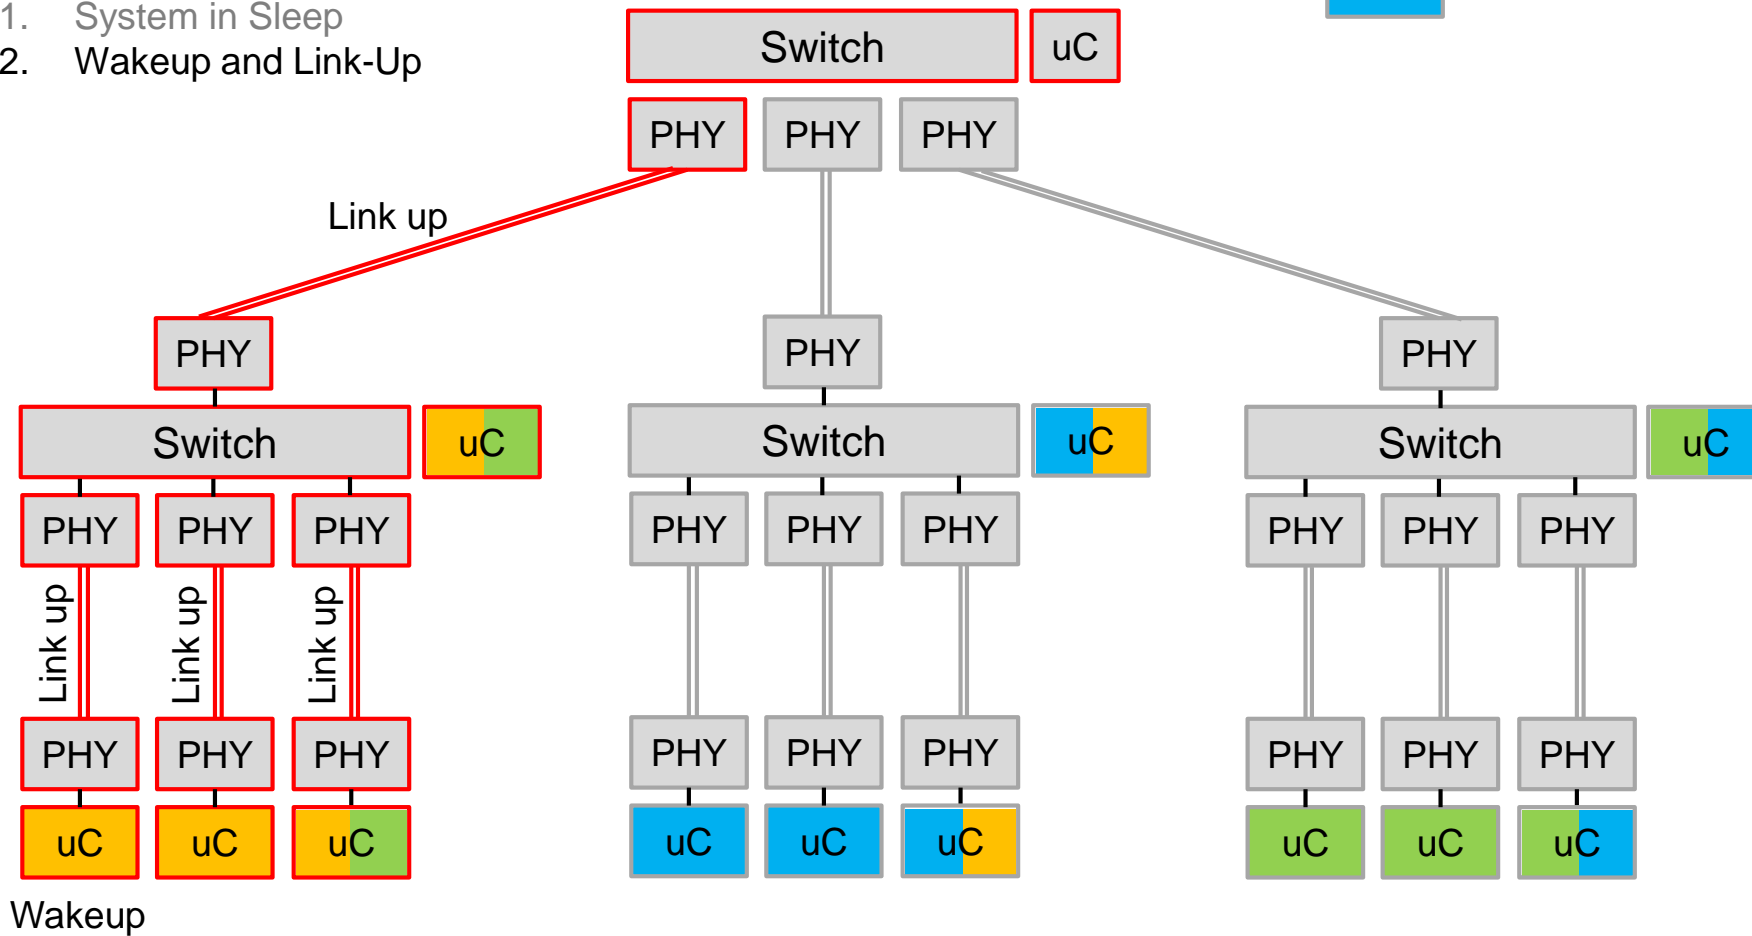 1. System in Sleep
2. Wakeup and Link-Up
Switch uC
PHY PHY PHY
Link up
PHY PHY PHY
Switch uC Switch uC Switch uC
PHY PHY PHY PHY PHY PHY PHY PHY PHY
Link up Link up Link up
PHY PHY PHY PHY PHY PHY PHY PHY PHY
uC uC uC uC uC uC uC uC uC
Wakeup